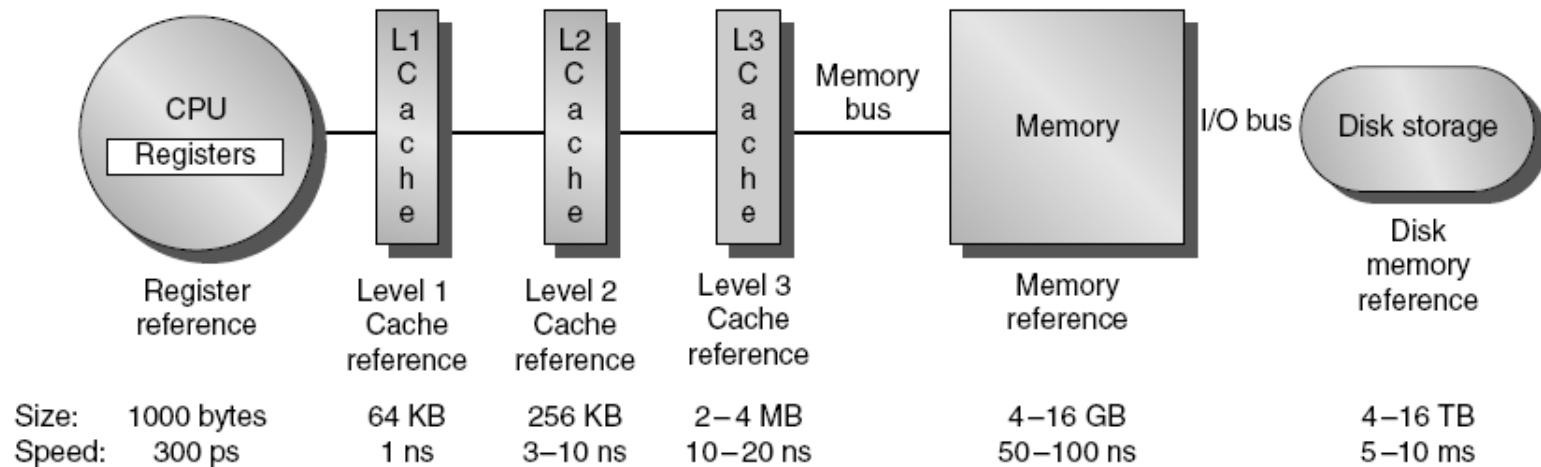 CPU
Registers
L1
C
a
c
h
e
L2
C
a
c
h
e
L3
C
a
c
h
e
Memory
bus
Memory
I/O bus
Disk storage
Register
reference
Level 1
Cache
reference
Level 2
Cache
reference
Level 3
Cache
reference
Memory
reference
Disk
memory
reference
Size: 1000 bytes 64 KB 256 KB 2–4 MB 4–16 GB 4–16 TB
Speed: 300 ps 1 ns 3–10 ns 10–20 ns 50–100 ns 5–10 ms